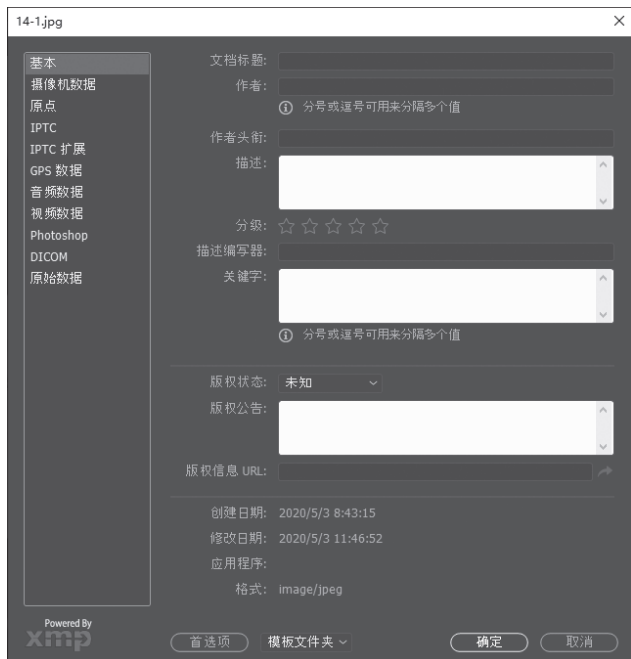 14-1.jpg
基本
摄像机数据
原点
IPTC
IPTC 扩展
GPS 数据
音频数据
视频数据
Photoshop
DICOM
原始数据
文档标题:
作者:
分号或逗号可用来分隔多个值
作者头衔:
描述:
分级:
描述编写器:
关键字:
分号或逗号可用来分隔多个值
版权状态: 未知
版权公告:
版权信息 URL:
创建日期: 2020/5/3 8:43:15
修改日期: 2020/5/3 11:46:52
应用程序:
格式: image/jpeg
Powered By
xmp
首选项 模板文件夹 确定 取消